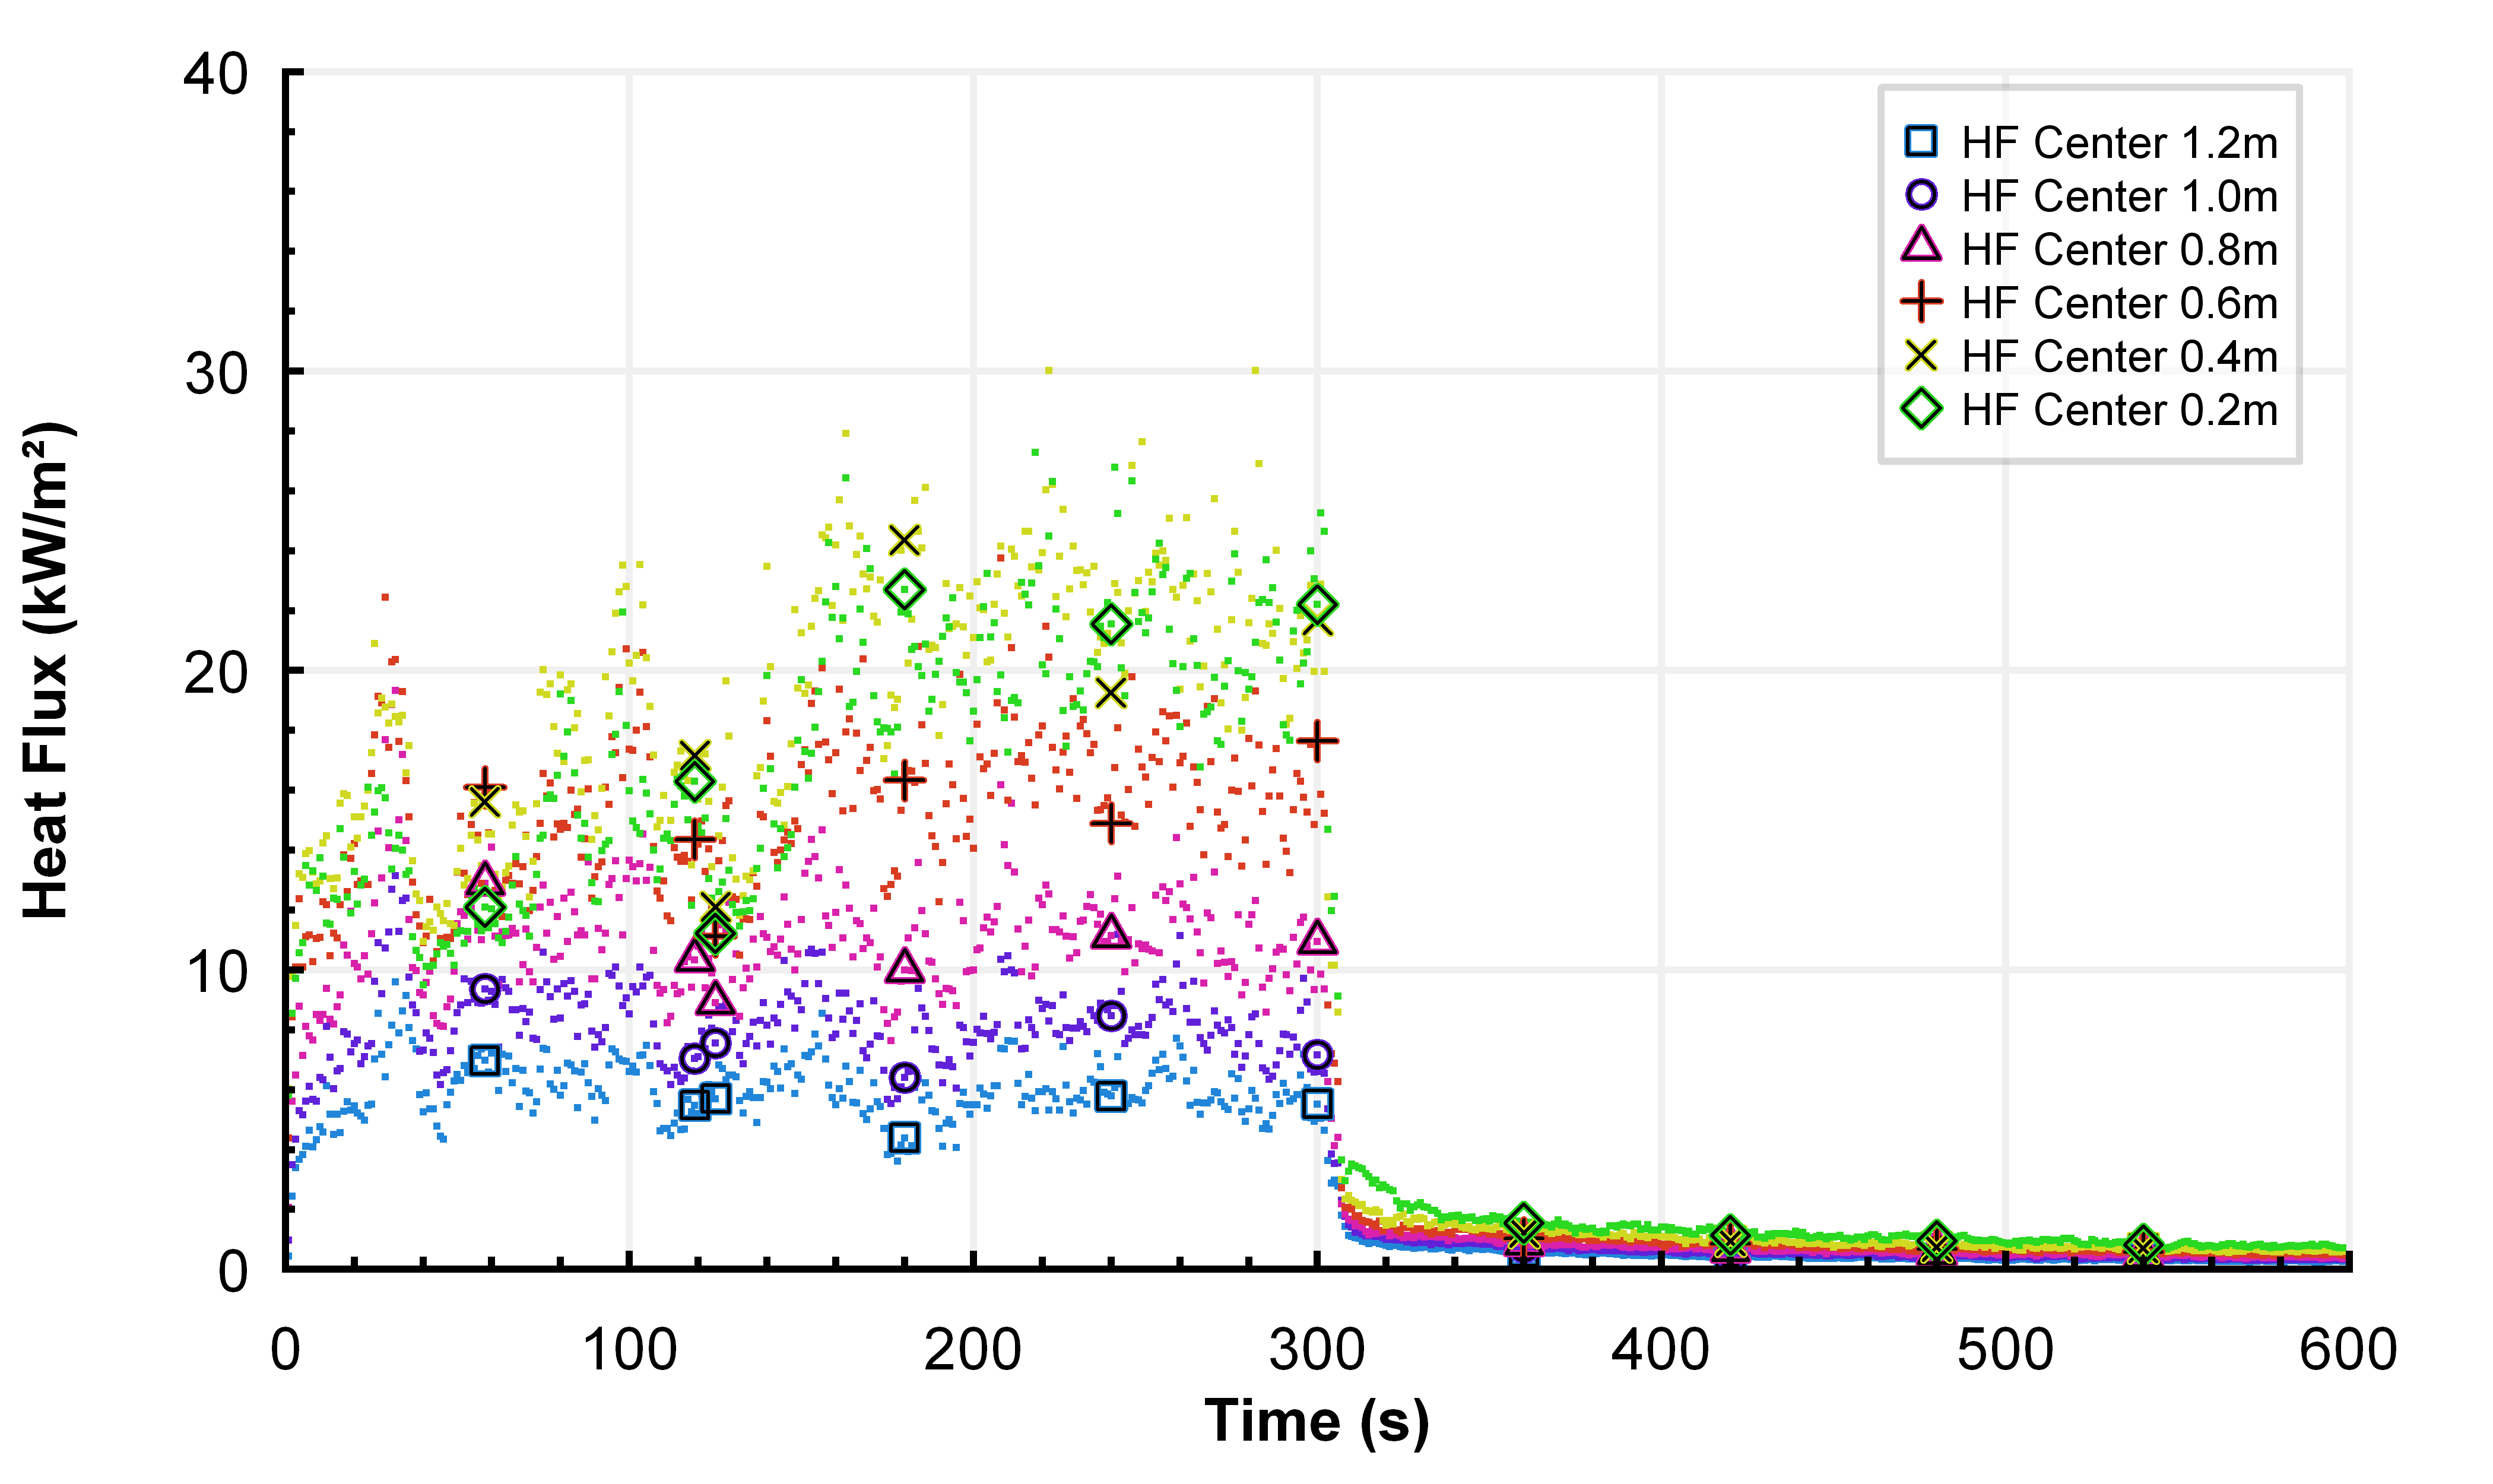 40
30
20
10
0
Heat Flux (kW/m²)
HF Center 1.2m
HF Center 1.0m
HF Center 0.8m
HF Center 0.6m
HF Center 0.4m
HF Center 0.2m
0 100 200 300 400 500 600
Time (s)